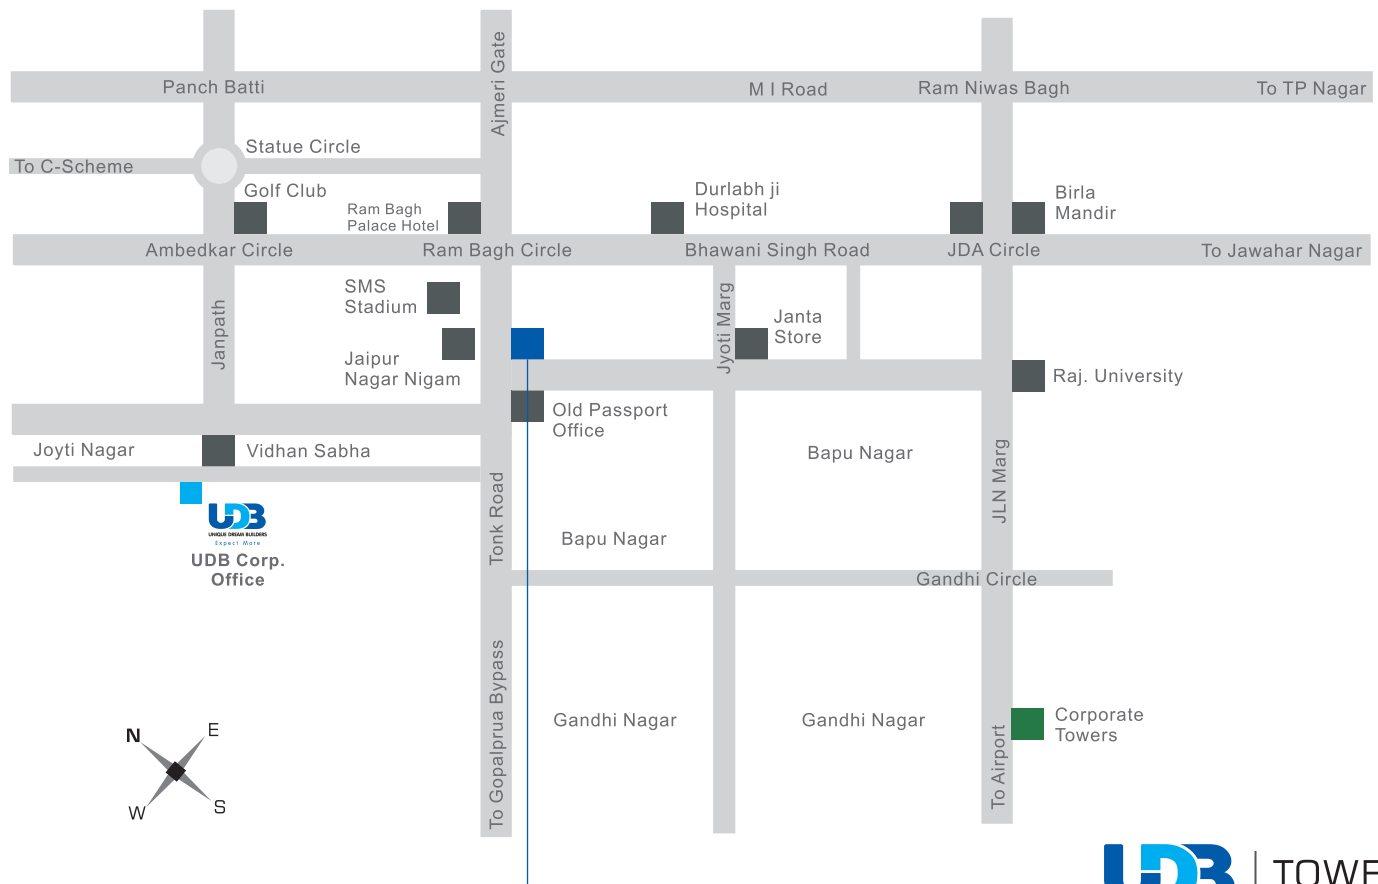 Ajmeri Gate
Panch Batti
M I Road
Ram Niwas Bagh
To TP Nagar
Statue Circle
To C-Scheme
Golf Club
Ram Bagh
Palace Hotel
Durlabh ji
Hospital
Birla
Mandir
Ambedkar Circle
Ram Bagh Circle
Bhawani Singh Road
JDA Circle
To Jawahar Nagar
SMS
Stadium
Janpath
Jyoti Marg
Janta
Store
Jaipur
Nagar Nigam
Raj. University
Old Passport
Office
Joyti Nagar
Vidhan Sabha
Bapu Nagar
JLN Marg
Tonk Road
UDB
UNIQUE DREAM BUILDERS
Expect More
UDB Corp.
Office
Bapu Nagar
Gandhi Circle
To Gopalprua Bypass
Gandhi Nagar
Gandhi Nagar
Corporate
Towers
To Airport
N
E
W
S
UDB